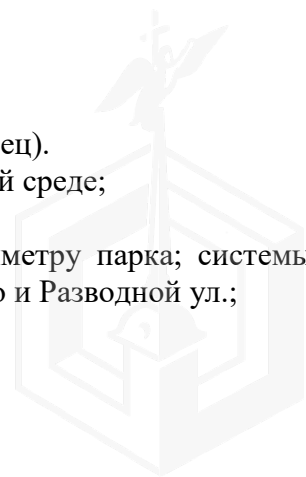 ец).
й среде;
метру парка; системы
о и Разводной ул.;